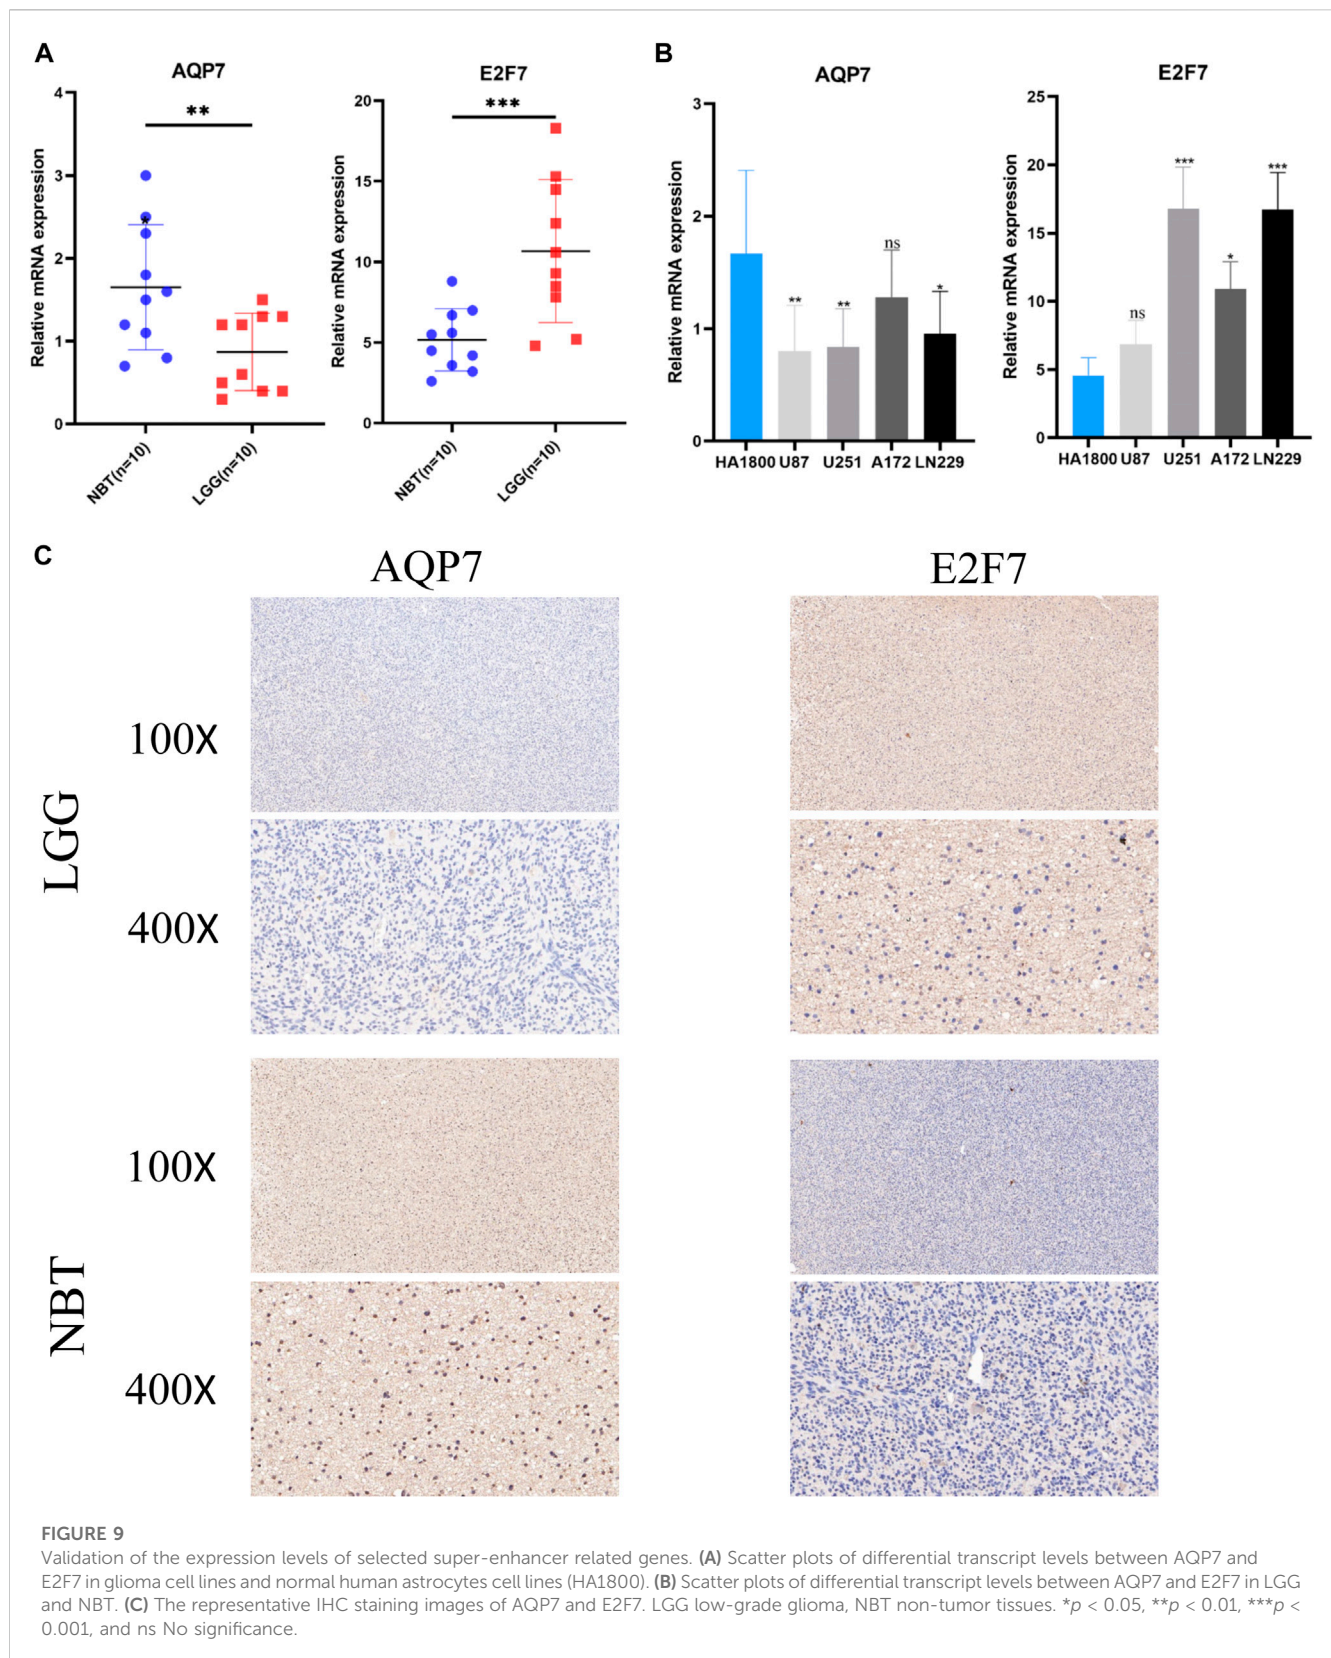 A
AQP7
**
Relative mRNA expression
4
3
2
1
0
*
NBT(n=10)
LGG(n=10)
E2F7
***
Relative mRNA expression
20
15
10
5
0
NBT(n=10)
LGG(n=10)
B
AQP7
Relative mRNA expression
3
2
1
0
**
**
ns
*
HA1800 U87 U251 A172 LN229
E2F7
Relative mRNA expression
25
20
15
10
5
0
ns
***
*
***
HA1800 U87 U251 A172 LN229
C
AQP7
E2F7
LGG
100X
400X
NBT
100X
400X
FIGURE 9
Validation of the expression levels of selected super-enhancer related genes. (A) Scatter plots of differential transcript levels between AQP7 and
E2F7 in glioma cell lines and normal human astrocytes cell lines (HA1800). (B) Scatter plots of differential transcript levels between AQP7 and E2F7 in LGG
and NBT. (C) The representative IHC staining images of AQP7 and E2F7. LGG low-grade glioma, NBT non-tumor tissues. *p < 0.05, **p < 0.01, ***p <
0.001, and ns No significance.